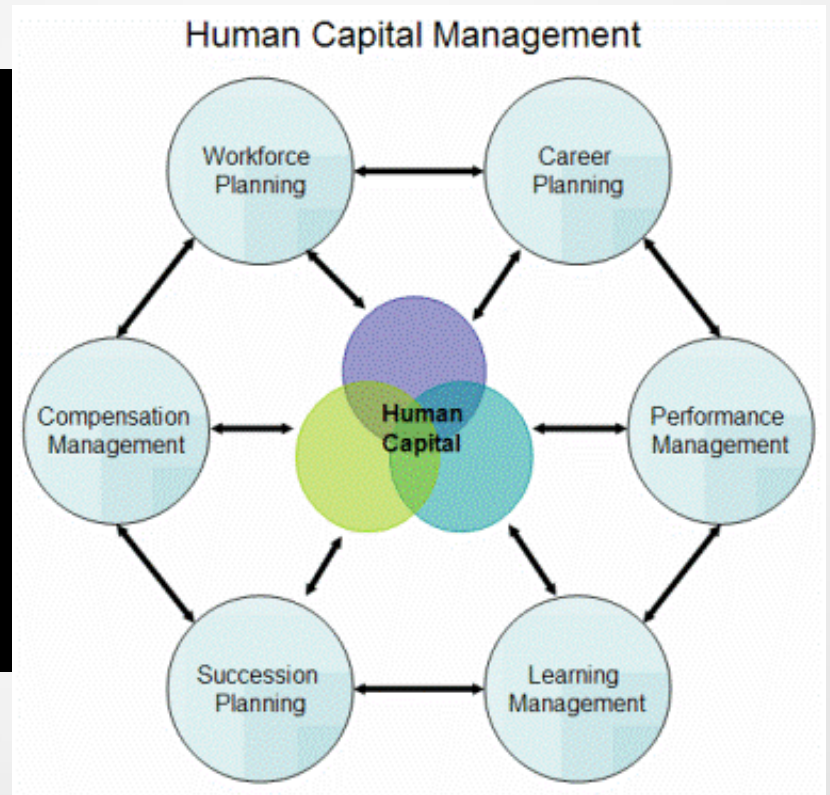 Human Capital Management
Workforce
Planning
Career
Planning
Compensation
Management
Human
Capital
Performance
Management
Succession
Planning
Learning
Management